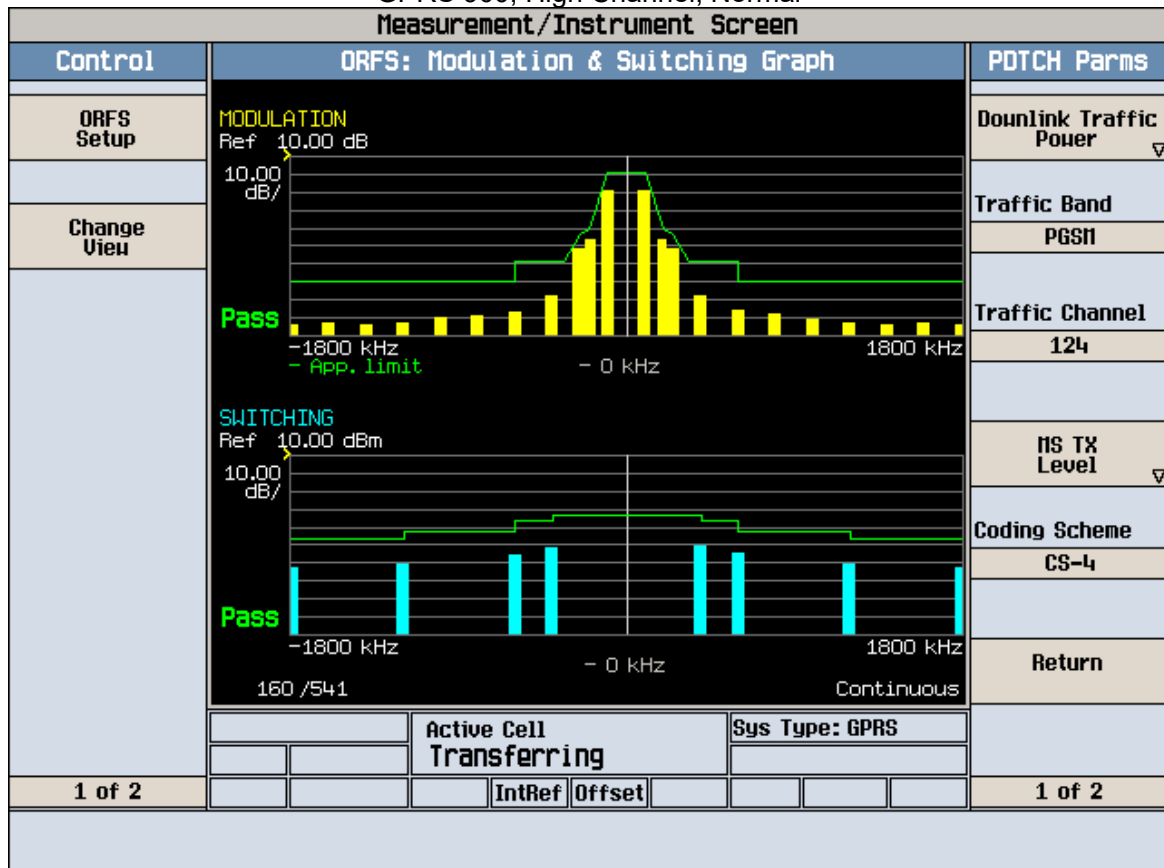 Measurement/Instrument Screen
Control
ORFS: Modulation & Switching Graph
PDTCH Parms
ORFS
Setup
Change
View
1 of 2
MODULATION
Ref 10.00 dB
10.00
dB/
Pass
-1800 kHz
1800 kHz
- App. limit
- 0 kHz
SWITCHING
Ref 10.00 dBm
10.00
dB/
Pass
-1800 kHz
1800 kHz
- 0 kHz
160 /541
Continuous
Active Cell
Transferring
Sys Type: GPRS
IntRef
Offset
Downlink Traffic
Power
Traffic Band
PGSM
Traffic Channel
124
MS TX
Level
Coding Scheme
CS-4
Return
1 of 2